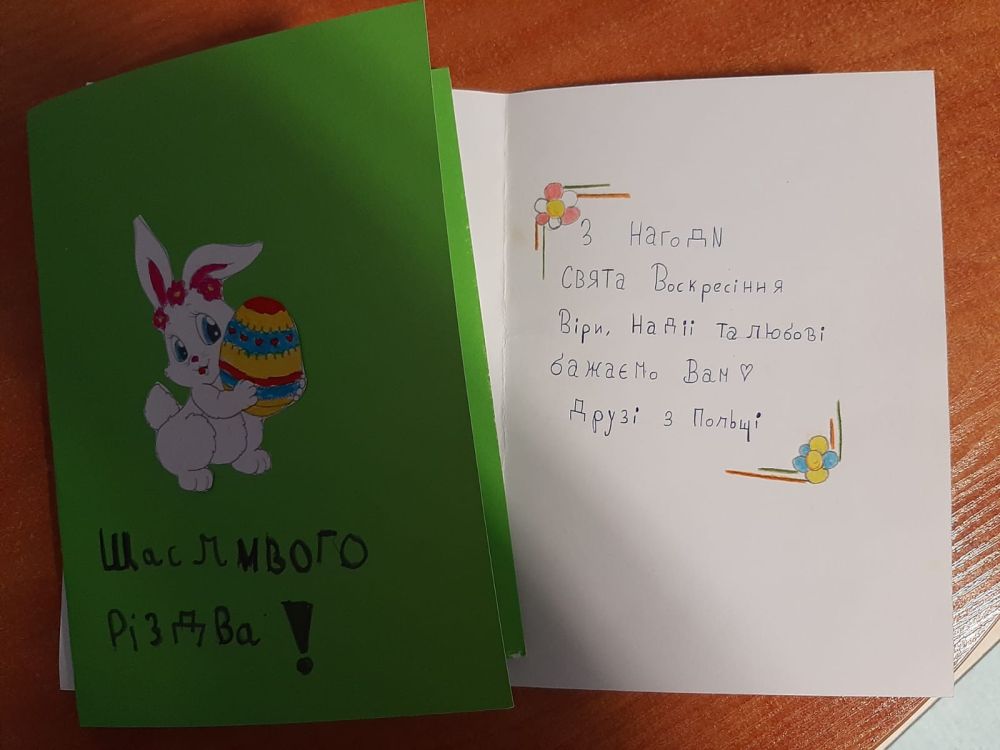 Щасливого
Різдва!
З Нагоди
Свята Воскресіння
Віри, Надії та любові
бажаємо Вам ♡
Друзі з Польщі